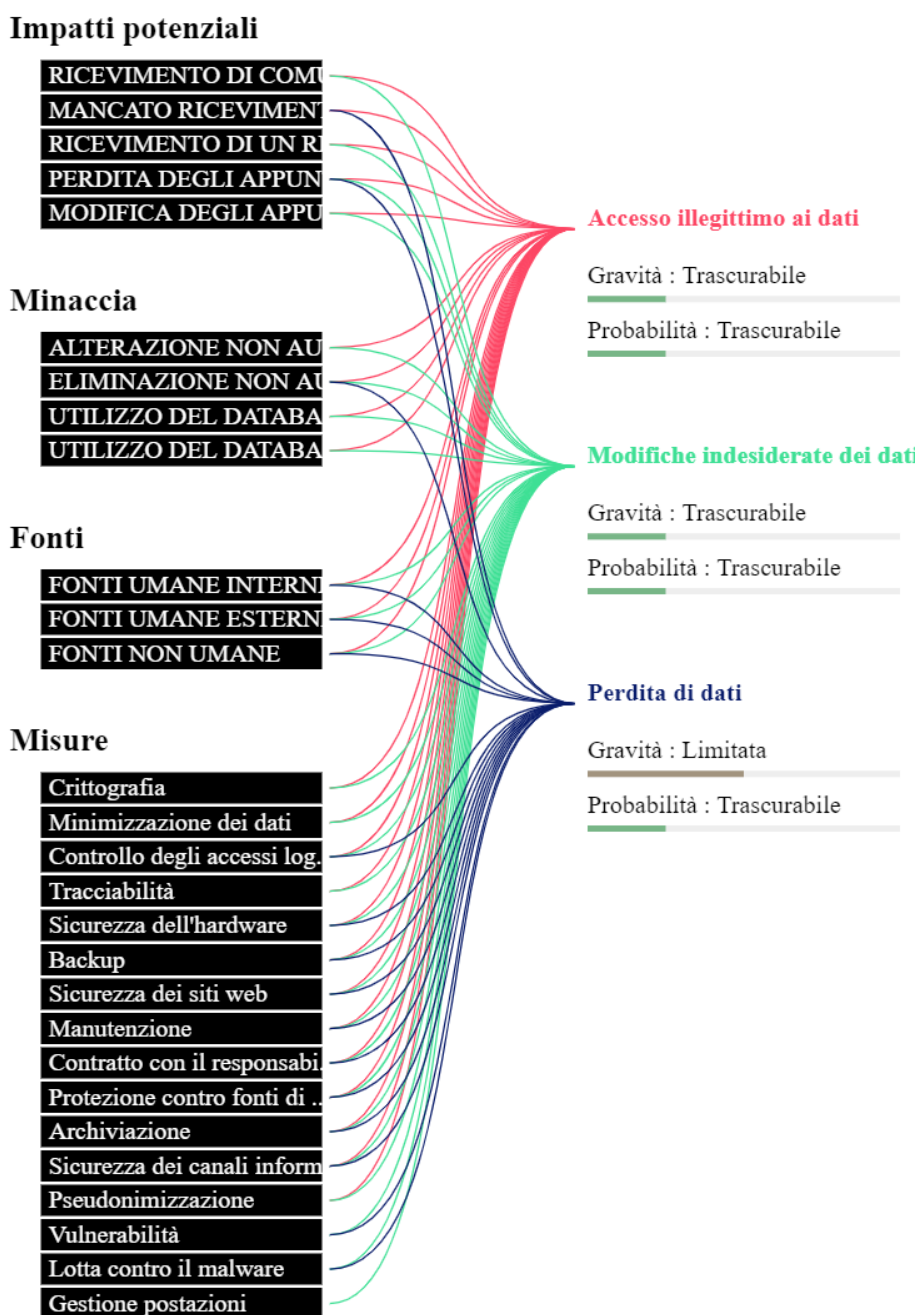 Impatti potenziali
RICEVIMENTO DI COMU
MANCATO RICEVIMENT
RICEVIMENTO DI UN RI
PERDITA DEGLI APPUN
MODIFICA DEGLI APPU
Accesso illegittimo ai dati
Gravità : Trascurabile
Probabilità : Trascurabile
Minaccia
ALTERAZIONE NON AU
ELIMINAZIONE NON AU
UTILIZZO DEL DATABA
UTILIZZO DEL DATABA
Modifiche indesiderate dei dati
Gravità : Trascurabile
Probabilità : Trascurabile
Fonti
FONTI UMANE INTERNE
FONTI UMANE ESTERN
FONTI NON UMANE
Perdita di dati
Gravità : Limitata
Probabilità : Trascurabile
Misure
Crittografia
Minimizzazione dei dati
Controllo degli accessi log.
Tracciabilità
Sicurezza dell'hardware
Backup
Sicurezza dei siti web
Manutenzione
Contratto con il responsabi.
Protezione contro fonti di ..
Archiviazione
Sicurezza dei canali inform
Pseudonimizzazione
Vulnerabilità
Lotta contro il malware
Gestione postazioni